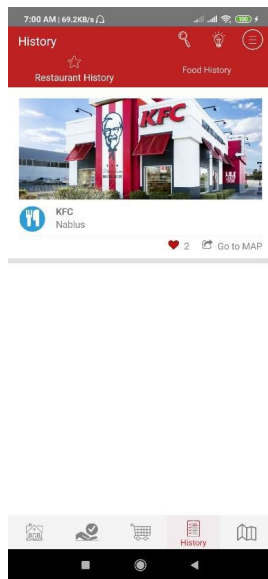 7:00 AM | 69.2KB/s
100
History
Restaurant History
Food History
KFC
KFC
Nablus
2
Go to MAP
History